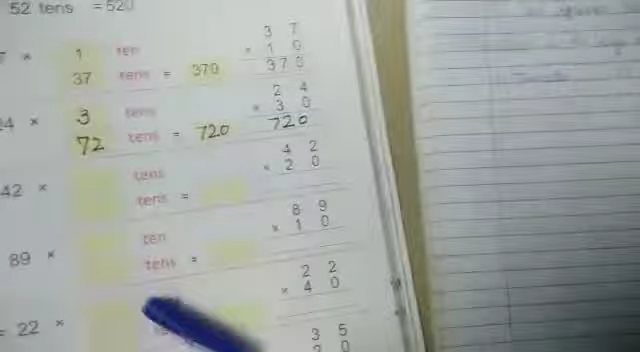 52 tens = 520
7 × 1 ten
37 tens = 370
3 7
× 1 0
3 7 0
24 × 3 tens
72 tens = 720
2 4
× 3 0
720
42 × tens
tens =
4 2
× 2 0
89 × ten
tens =
8 9
× 1 0
= 22 ×
2 2
× 4 0
3 5